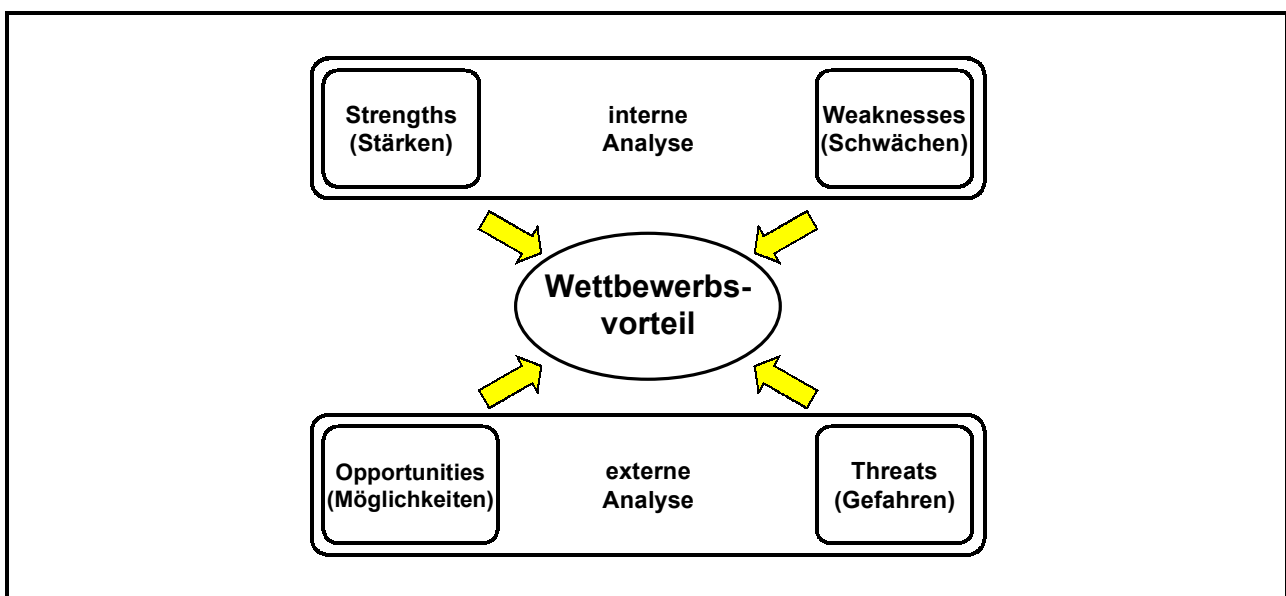 Strengths
(Stärken)
interne
Analyse
Weaknesses
(Schwächen)
Wettbewerbs-
vorteil
Opportunities
(Möglichkeiten)
externe
Analyse
Threats
(Gefahren)